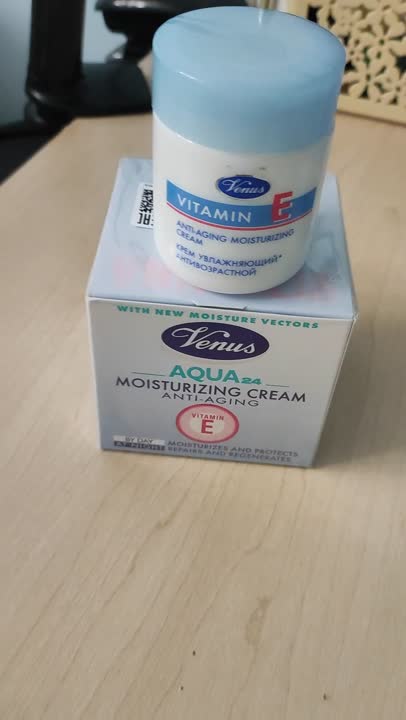 Venus
VITAMIN E
ANTI-AGING MOISTURIZING
CREAM
КРЕМ УВЛАЖНЯЮЩИЙ*
АНТИВОЗРАСТНОЙ
WITH NEW MOISTURE VECTORS
Venus
AQUA24
MOISTURIZING CREAM
ANTI-AGING
VITAMIN
E
BY DAY MOISTURIZES AND PROTECTS
AT NIGHT REPAIRS AND REGENERATES